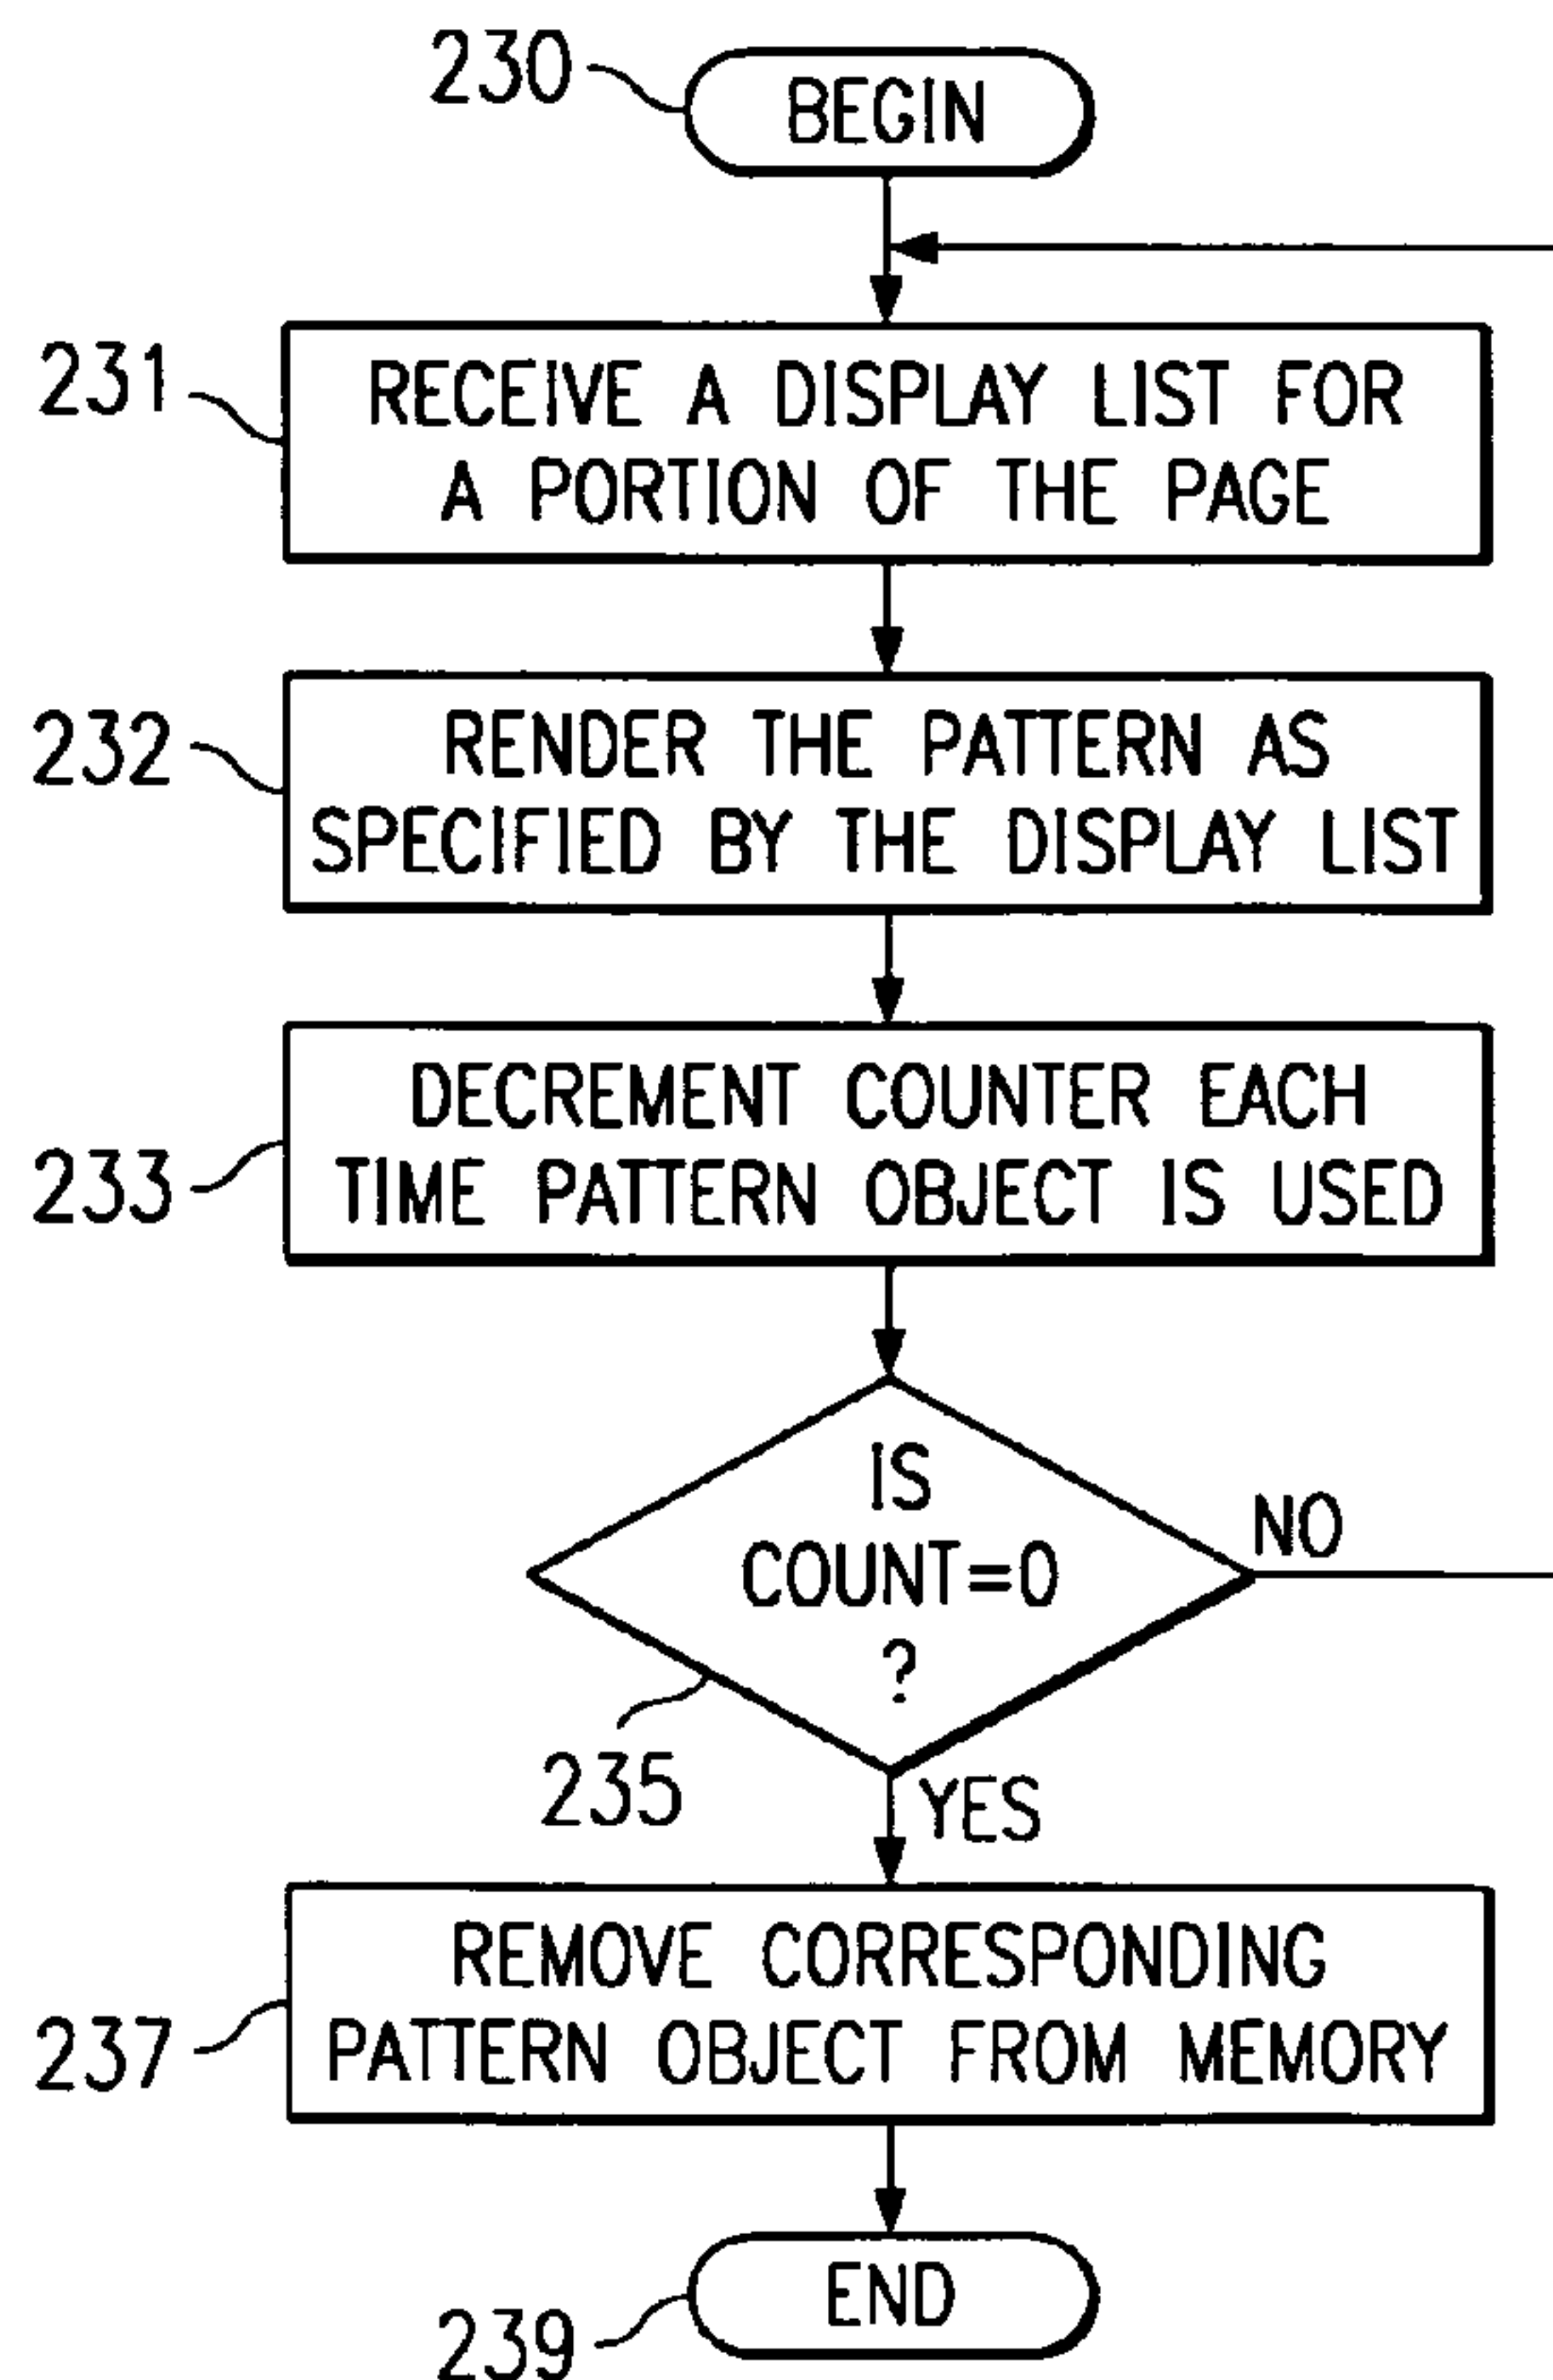 230
BEGIN
231
RECEIVE A DISPLAY LIST FOR
A PORTION OF THE PAGE
232
RENDER THE PATTERN AS
SPECIFIED BY THE DISPLAY LIST
233
DECREMENT COUNTER EACH
TIME PATTERN OBJECT IS USED
IS
COUNT=0
?
NO
235
YES
237
REMOVE CORRESPONDING
PATTERN OBJECT FROM MEMORY
END
239